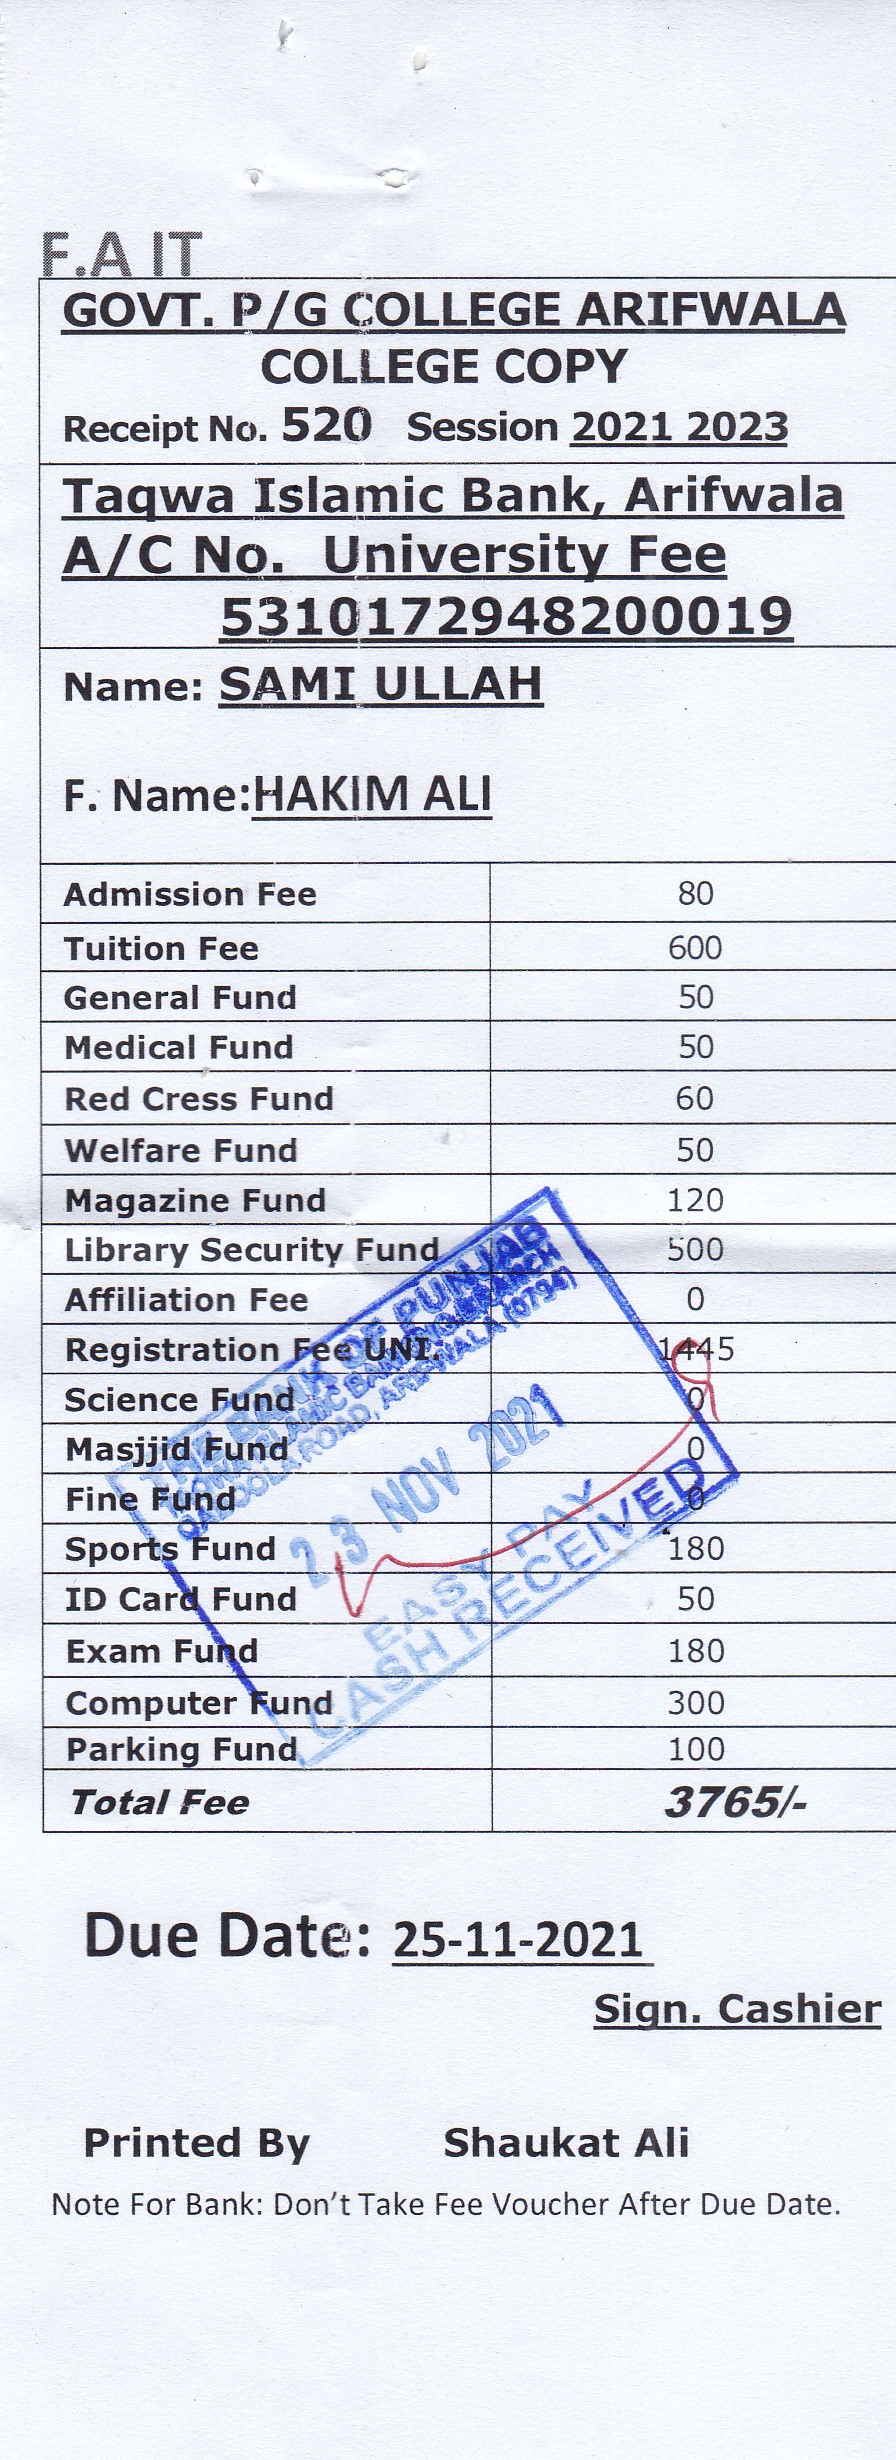 F.A IT
GOVT. P/G COLLEGE ARIFWALA
COLLEGE COPY
Receipt No. 520 Session 2021 2023
Taqwa Islamic Bank, Arifwala
A/C No. University Fee
5310172948200019
Name: SAMI ULLAH
F. Name:HAKIM ALI
Admission Fee 80
Tuition Fee 600
General Fund 50
Medical Fund 50
Red Cress Fund 60
Welfare Fund 50
Magazine Fund 120
Library Security Fund 500
Affiliation Fee 0
Registration Fee UNI. 1445
Science Fund 0
Masjjid Fund 0
Fine Fund 0
Sports Fund 180
ID Card Fund 50
Exam Fund 180
Computer Fund 300
Parking Fund 100
Total Fee 3765/-
THE BANK OF PUNJAB
TAQWA ISLAMIC BANKING BRANCH
QABOOLA ROAD, ARIFWALA (0794)
23 NOV 2021
EASY PAY
CASH RECEIVED
Due Date: 25-11-2021
Sign. Cashier
Printed By Shaukat Ali
Note For Bank: Don't Take Fee Voucher After Due Date.